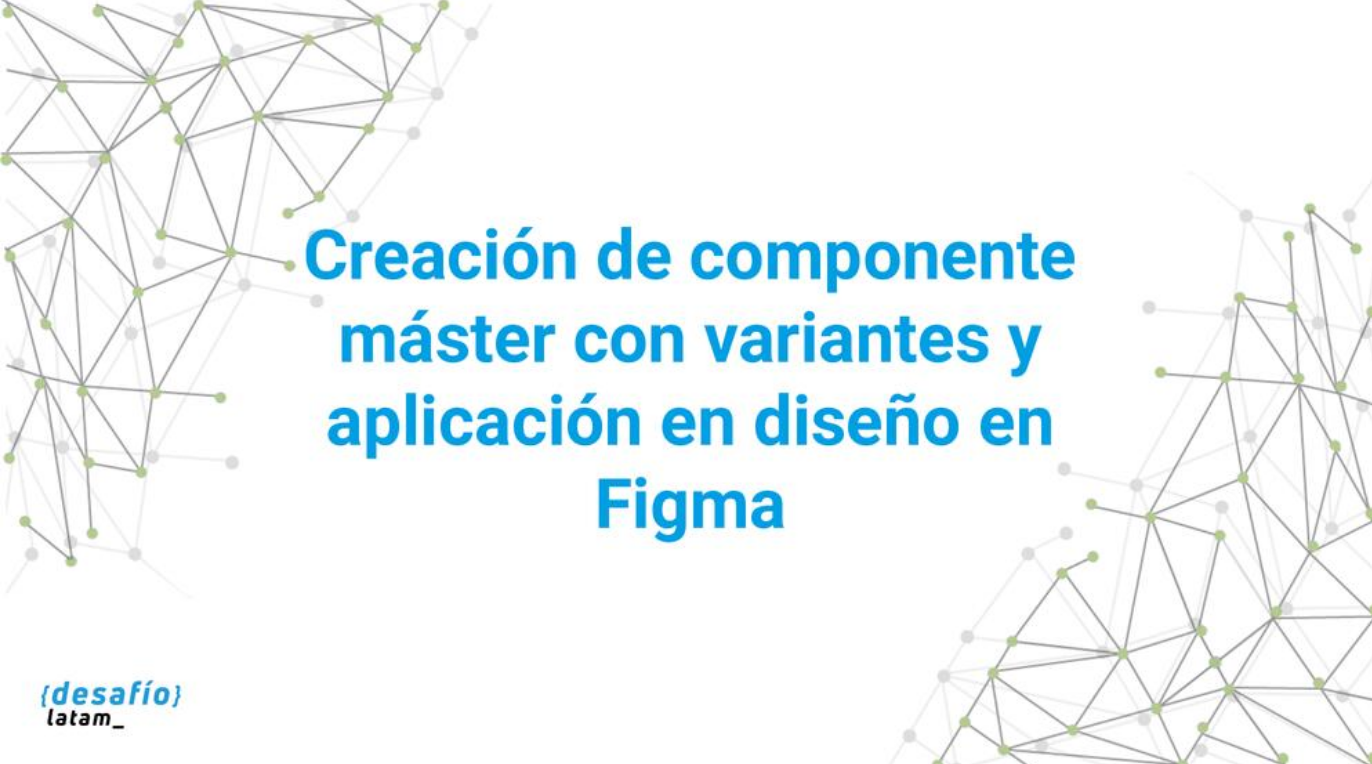 Creación de componente
máster con variantes y
aplicación en diseño en
Figma
{desafío}
latam_